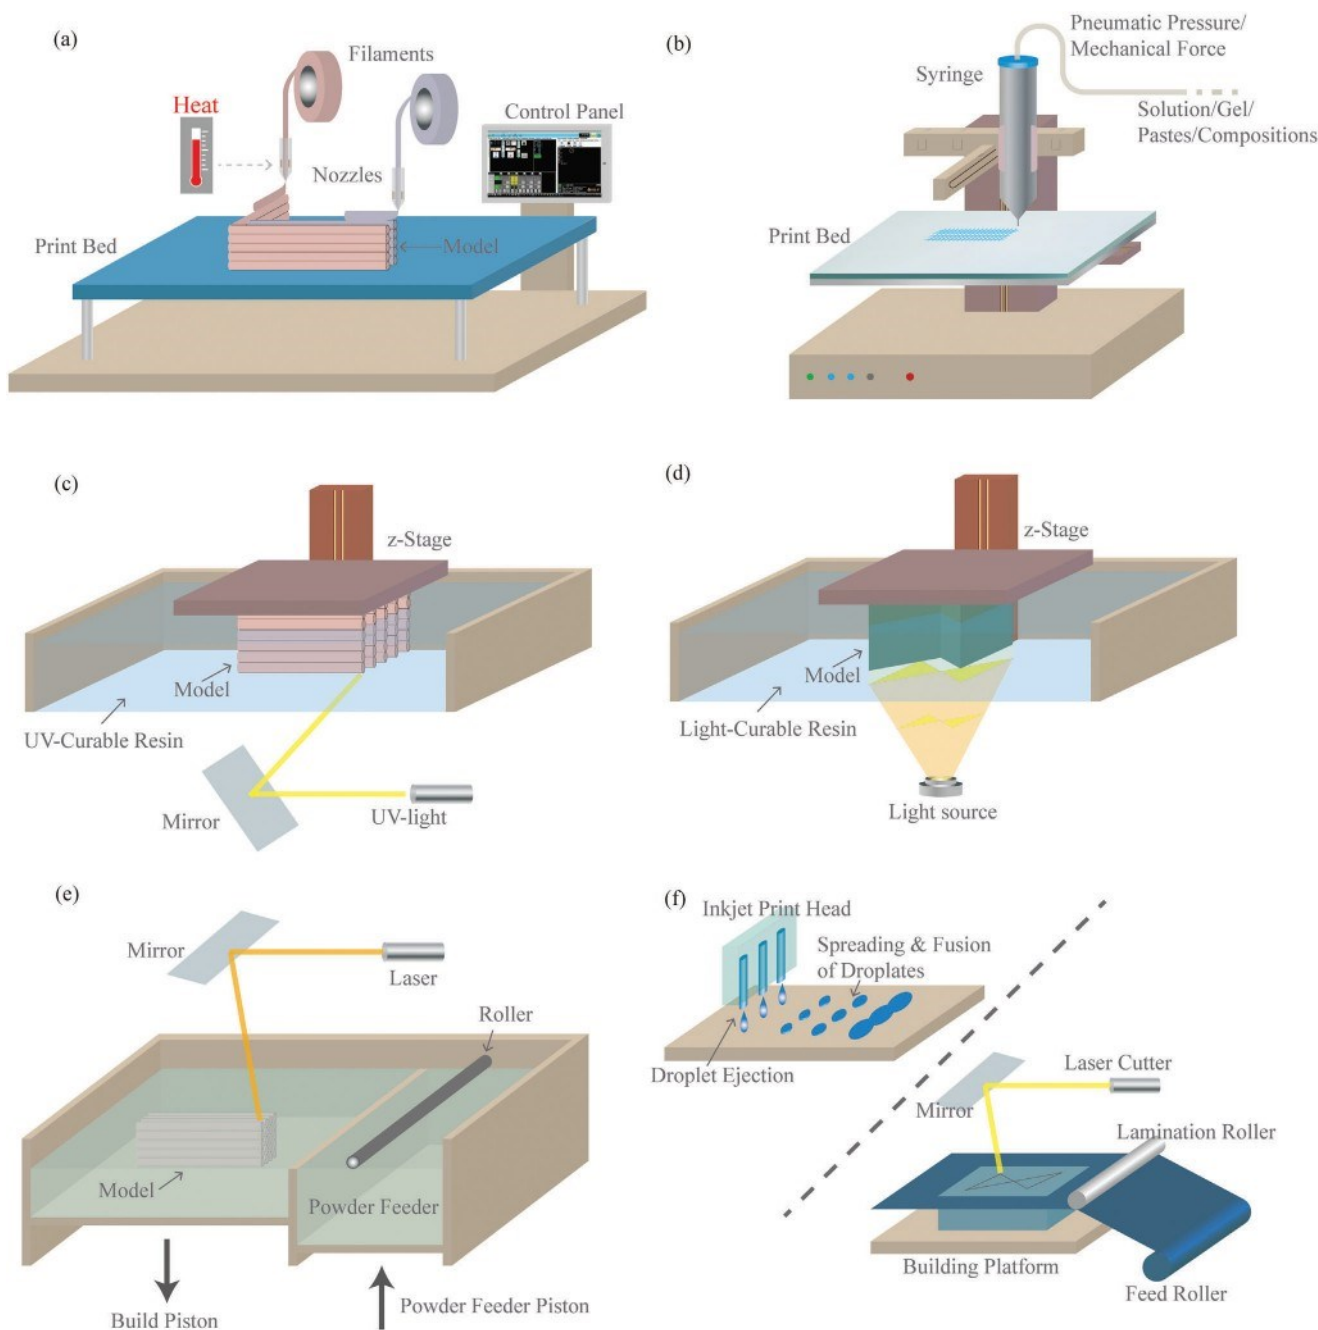 (a)
Filaments
Heat
Control Panel
Nozzles
Print Bed
Model
(b)
Pneumatic Pressure/
Mechanical Force
Syringe
Solution/Gel/
Pastes/Compositions
Print Bed
(c)
z-Stage
Model
UV-Curable Resin
Mirror
UV-light
(d)
z-Stage
Model
Light-Curable Resin
Light source
(e)
Mirror
Laser
Roller
Model
Powder Feeder
Build Piston
Powder Feeder Piston
(f)
Inkjet Print Head
Spreading & Fusion
of Droplates
Droplet Ejection
Laser Cutter
Mirror
Lamination Roller
Building Platform
Feed Roller